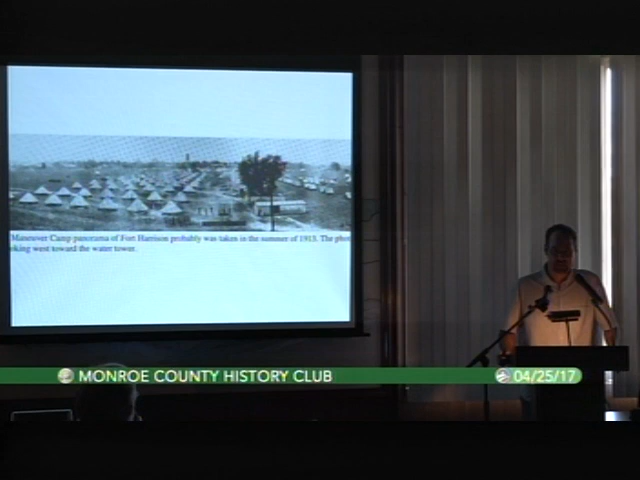 Maneuver Camp panorama of Fort Harrison probably was taken in the summer of 1913. The phot
oking west toward the water tower.
MONROE COUNTY HISTORY CLUB
04/25/17